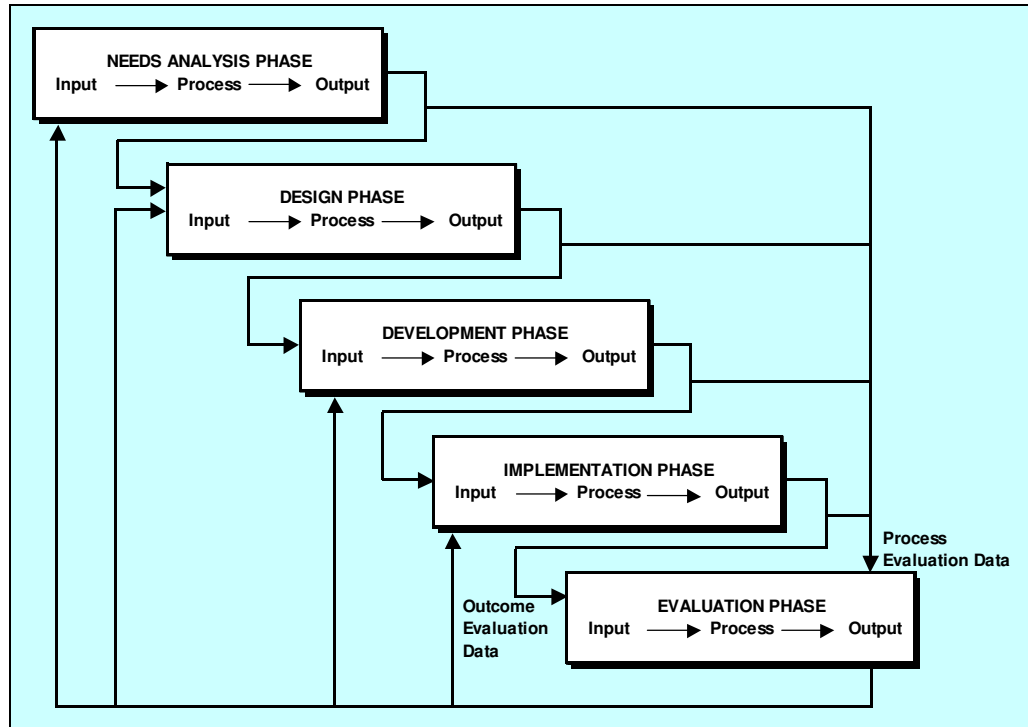 NEEDS ANALYSIS PHASE
Input Process Output
DESIGN PHASE
Input Process Output
DEVELOPMENT PHASE
Input Process Output
IMPLEMENTATION PHASE
Input Process Output
Process
Evaluation Data
EVALUATION PHASE
Input Process Output
Outcome
Evaluation
Data